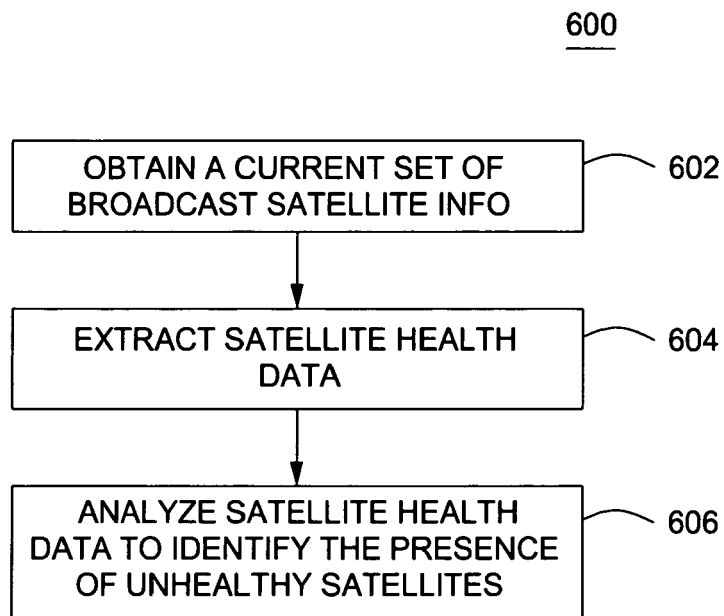 600
OBTAIN A CURRENT SET OF
BROADCAST SATELLITE INFO
602
EXTRACT SATELLITE HEALTH
DATA
604
ANALYZE SATELLITE HEALTH
DATA TO IDENTIFY THE PRESENCE
OF UNHEALTHY SATELLITES
606